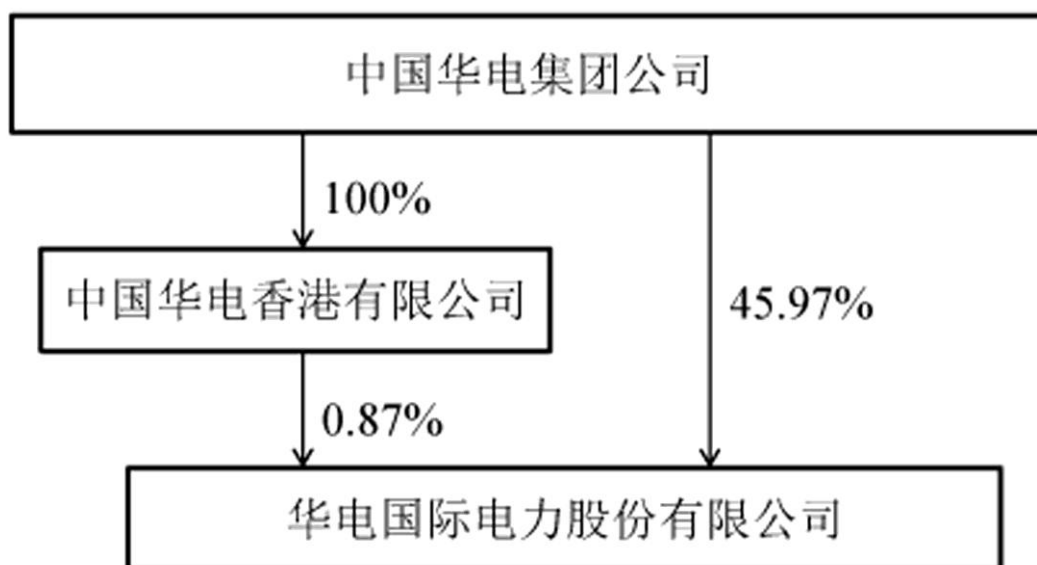 中国华电集团公司
100%
中国华电香港有限公司
45.97%
0.87%
华电国际电力股份有限公司